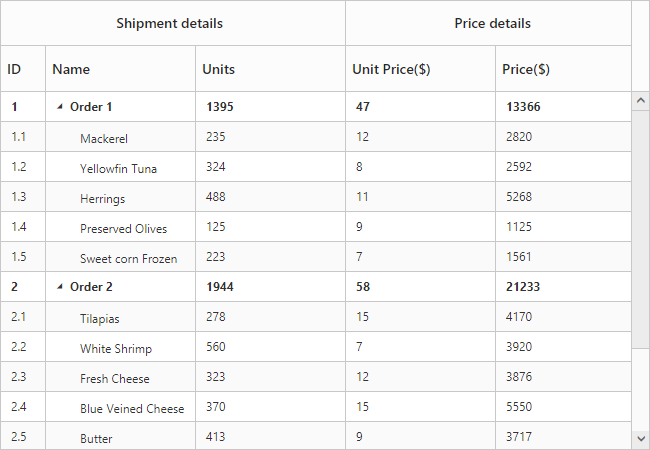 Shipment details Price details
ID Name Units Unit Price($) Price($)
1 Order 1 1395 47 13366
1.1 Mackerel 235 12 2820
1.2 Yellowfin Tuna 324 8 2592
1.3 Herrings 488 11 5268
1.4 Preserved Olives 125 9 1125
1.5 Sweet corn Frozen 223 7 1561
2 Order 2 1944 58 21233
2.1 Tilapias 278 15 4170
2.2 White Shrimp 560 7 3920
2.3 Fresh Cheese 323 12 3876
2.4 Blue Veined Cheese 370 15 5550
2.5 Butter 413 9 3717